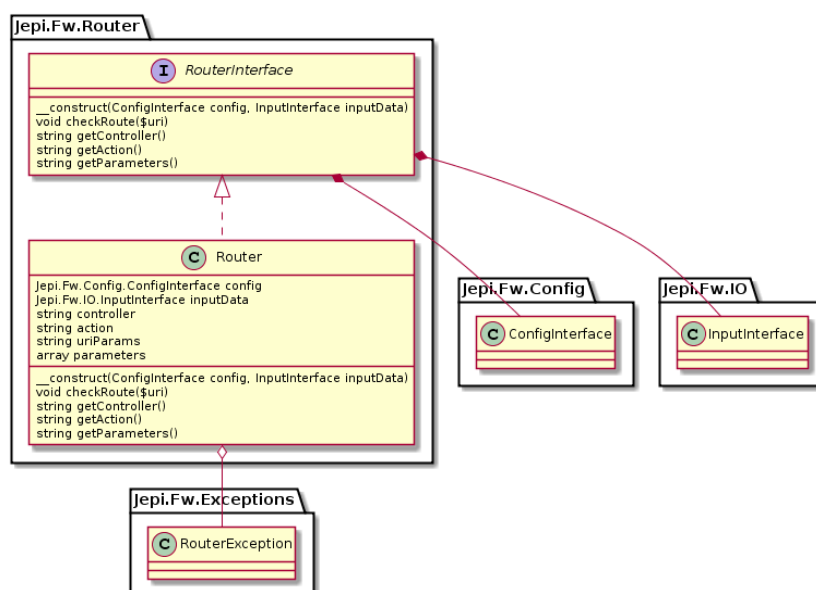 Jepi.Fw.Router
I RouterInterface
__construct(ConfigInterface config, InputInterface inputData)
void checkRoute($uri)
string getController()
string getAction()
string getParameters()
C Router
Jepi.Fw.Config.ConfigInterface config
Jepi.Fw.IO.InputInterface inputData
string controller
string action
string uriParams
array parameters
__construct(ConfigInterface config, InputInterface inputData)
void checkRoute($uri)
string getController()
string getAction()
string getParameters()
Jepi.Fw.Config
C ConfigInterface
Jepi.Fw.IO
C InputInterface
Jepi.Fw.Exceptions
C RouterException